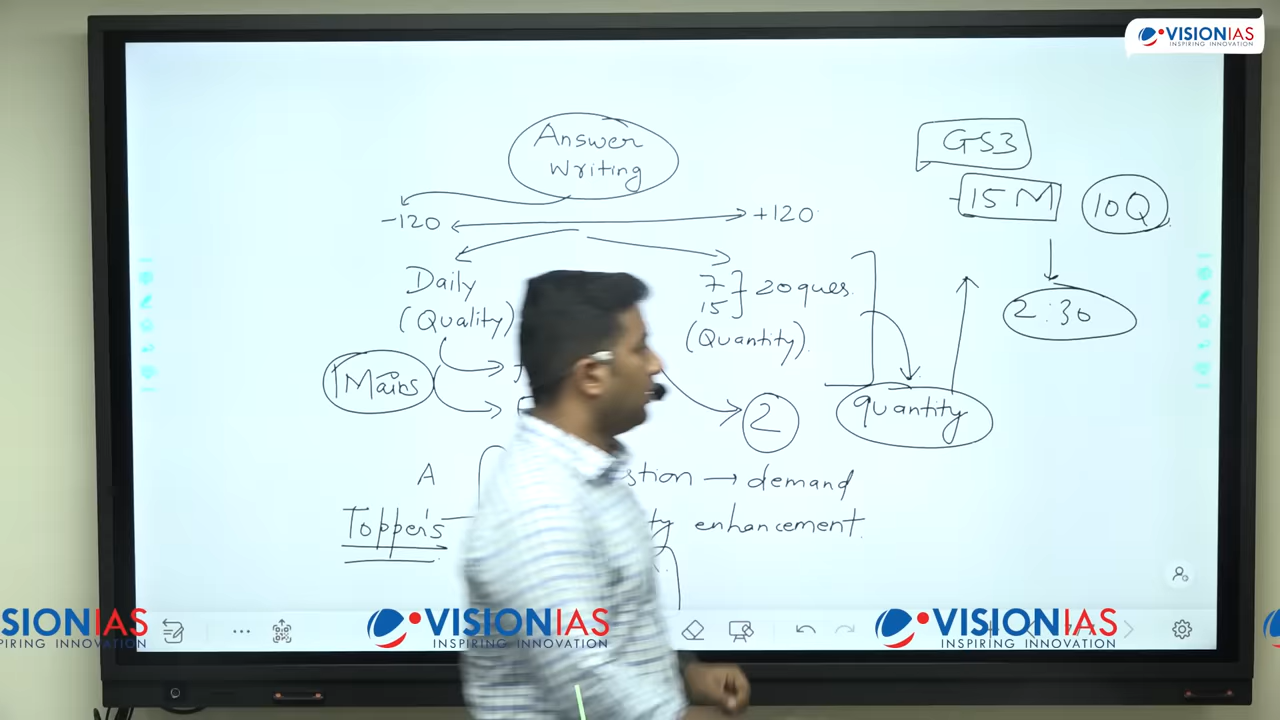 VISIONIAS
INSPIRING INNOVATION
Answer
Writing
GS3
15 M
10Q
-120
+120
2:30
Daily
(Quality)
7
15
20 ques.
(Quantity)
Mains
2
quantity
A
stion → demand
Topper's
ty enhancement.
VISIONIAS
INSPIRING INNOVATION
VISIONIAS
INSPIRING INNOVATION
VISIONIAS
INSPIRING INNOVATION